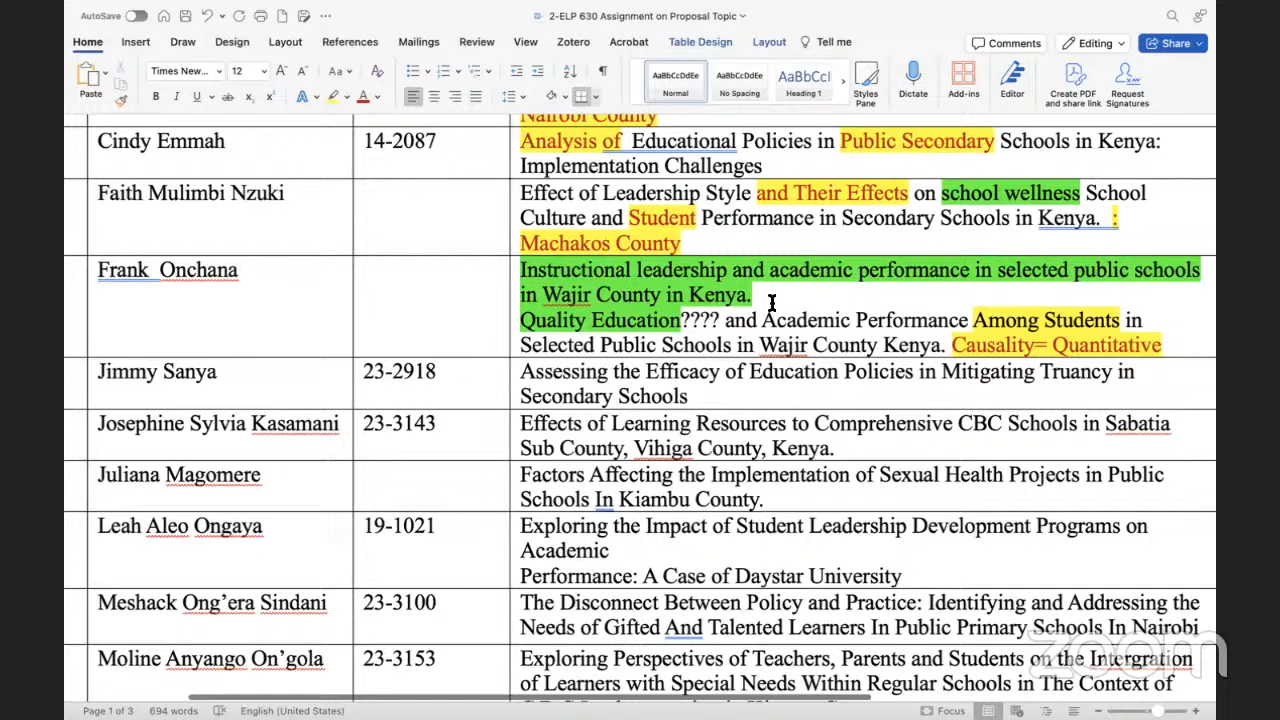 AutoSave
2-ELP 630 Assignment on Proposal Topic
Home Insert Draw Design Layout References Mailings Review View Zotero Acrobat Table Design Layout Tell me
Comments Editing Share
Paste
Times New... 12
AaBbCcDdEe Normal
AaBbCcDdEe No Spacing
AaBbCcI Heading 1
Styles Pane
Dictate
Add-ins
Editor
Create PDF and share link
Request Signatures
Nairobi County
Cindy Emmah 14-2087 Analysis of Educational Policies in Public Secondary Schools in Kenya:
Implementation Challenges
Faith Mulimbi Nzuki Effect of Leadership Style and Their Effects on school wellness School
Culture and Student Performance in Secondary Schools in Kenya. :
Machakos County
Frank Onchana Instructional leadership and academic performance in selected public schools
in Wajir County in Kenya.
Quality Education???? and Academic Performance Among Students in
Selected Public Schools in Wajir County Kenya. Causality= Quantitative
Jimmy Sanya 23-2918 Assessing the Efficacy of Education Policies in Mitigating Truancy in
Secondary Schools
Josephine Sylvia Kasamani 23-3143 Effects of Learning Resources to Comprehensive CBC Schools in Sabatia
Sub County, Vihiga County, Kenya.
Juliana Magomere Factors Affecting the Implementation of Sexual Health Projects in Public
Schools In Kiambu County.
Leah Aleo Ongaya 19-1021 Exploring the Impact of Student Leadership Development Programs on
Academic
Performance: A Case of Daystar University
Meshack Ong’era Sindani 23-3100 The Disconnect Between Policy and Practice: Identifying and Addressing the
Needs of Gifted And Talented Learners In Public Primary Schools In Nairobi
Moline Anyango On’gola 23-3153 Exploring Perspectives of Teachers, Parents and Students on the Intergration
of Learners with Special Needs Within Regular Schools in The Context of
zoom
Page 1 of 3 694 words English (United States) Focus